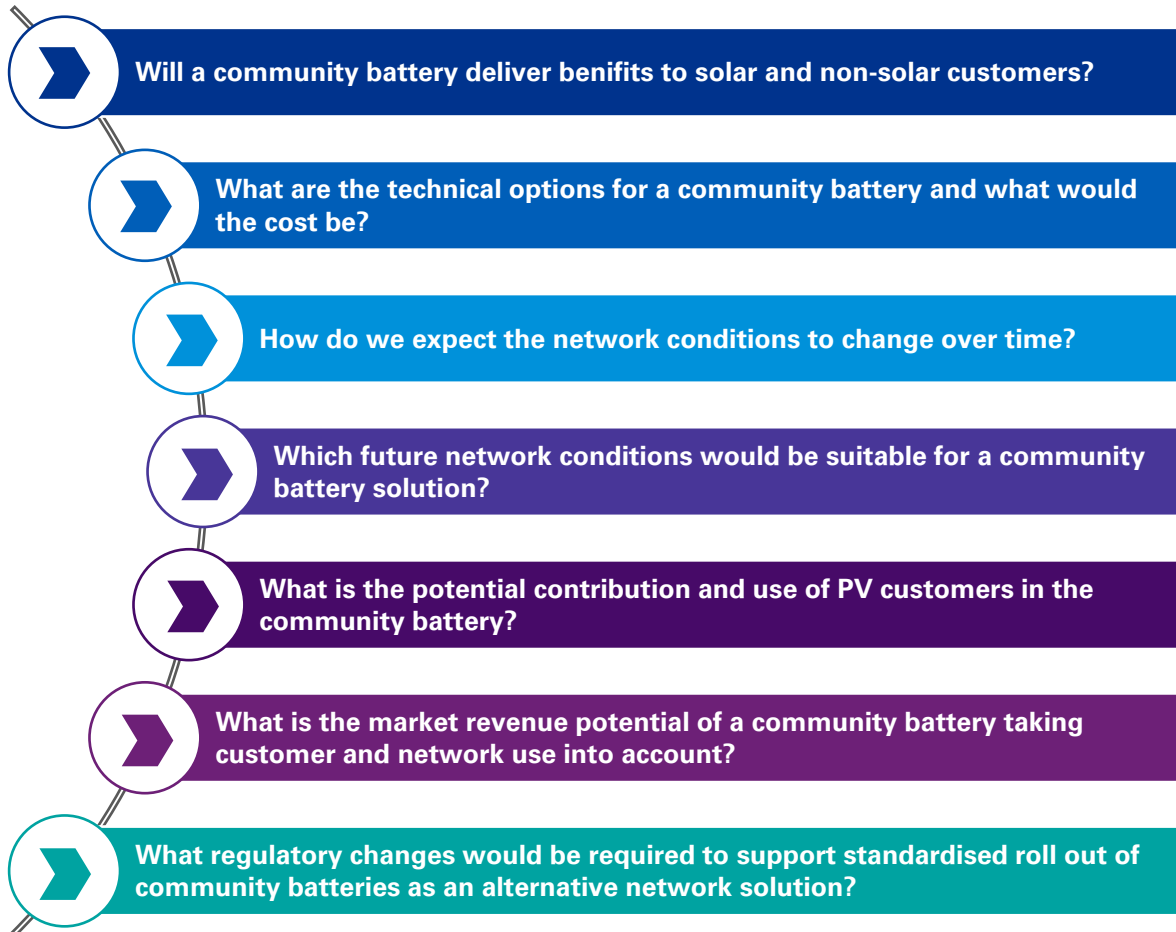 Will a community battery deliver benifits to solar and non-solar customers?
What are the technical options for a community battery and what would
the cost be?
How do we expect the network conditions to change over time?
Which future network conditions would be suitable for a community
battery solution?
What is the potential contribution and use of PV customers in the
community battery?
What is the market revenue potential of a community battery taking
customer and network use into account?
What regulatory changes would be required to support standardised roll out of
community batteries as an alternative network solution?